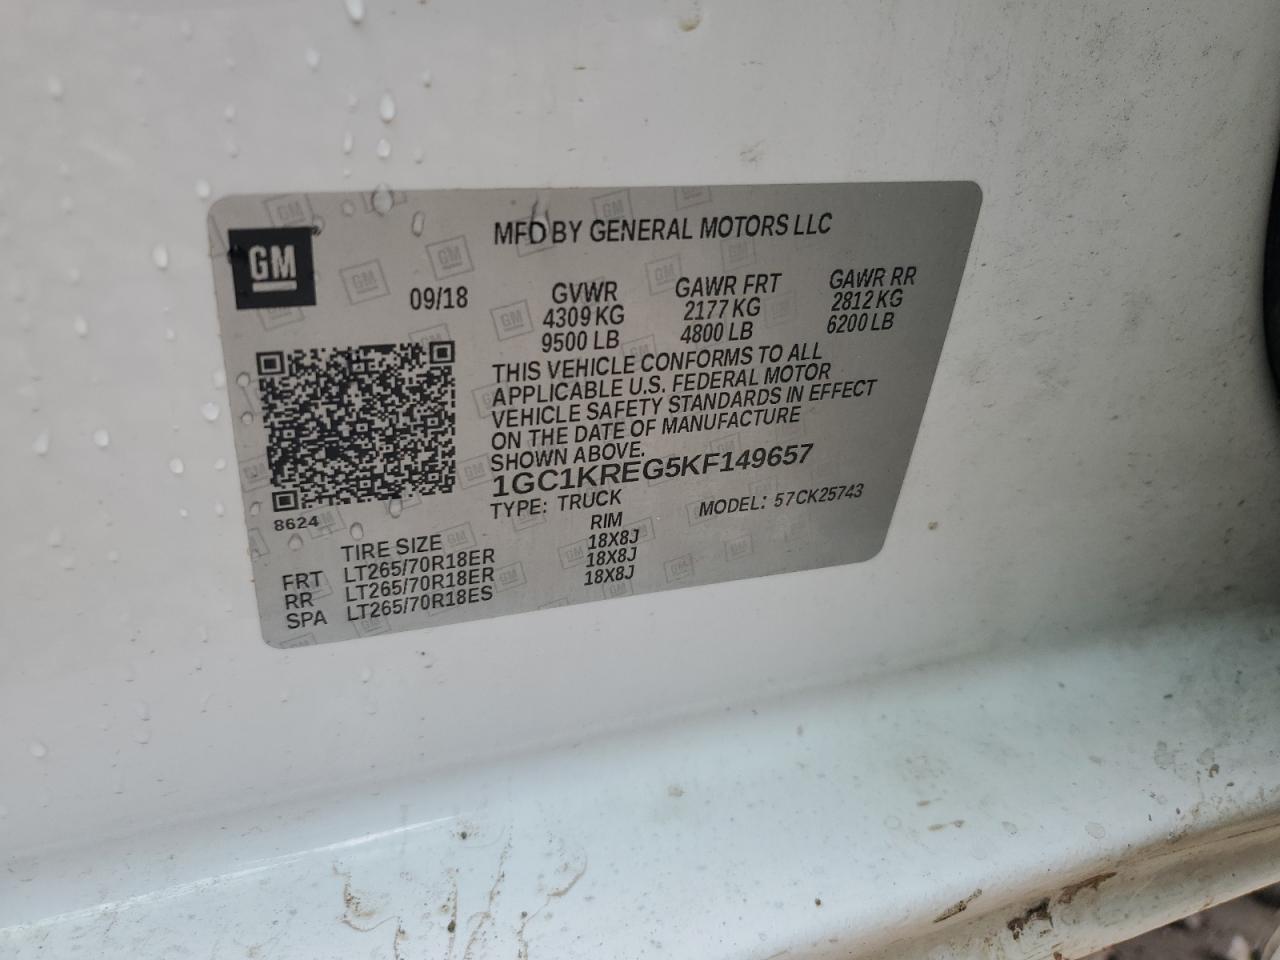 GM
MFD BY GENERAL MOTORS LLC
09/18
GVWR GAWR FRT GAWR RR
4309 KG 2177 KG 2812 KG
9500 LB 4800 LB 6200 LB
THIS VEHICLE CONFORMS TO ALL
APPLICABLE U.S. FEDERAL MOTOR
VEHICLE SAFETY STANDARDS IN EFFECT
ON THE DATE OF MANUFACTURE
SHOWN ABOVE.
1GC1KREG5KF149657
TYPE: TRUCK MODEL: 57CK25743
8624
TIRE SIZE RIM
FRT LT265/70R18ER 18X8J
RR LT265/70R18ER 18X8J
SPA LT265/70R18ES 18X8J